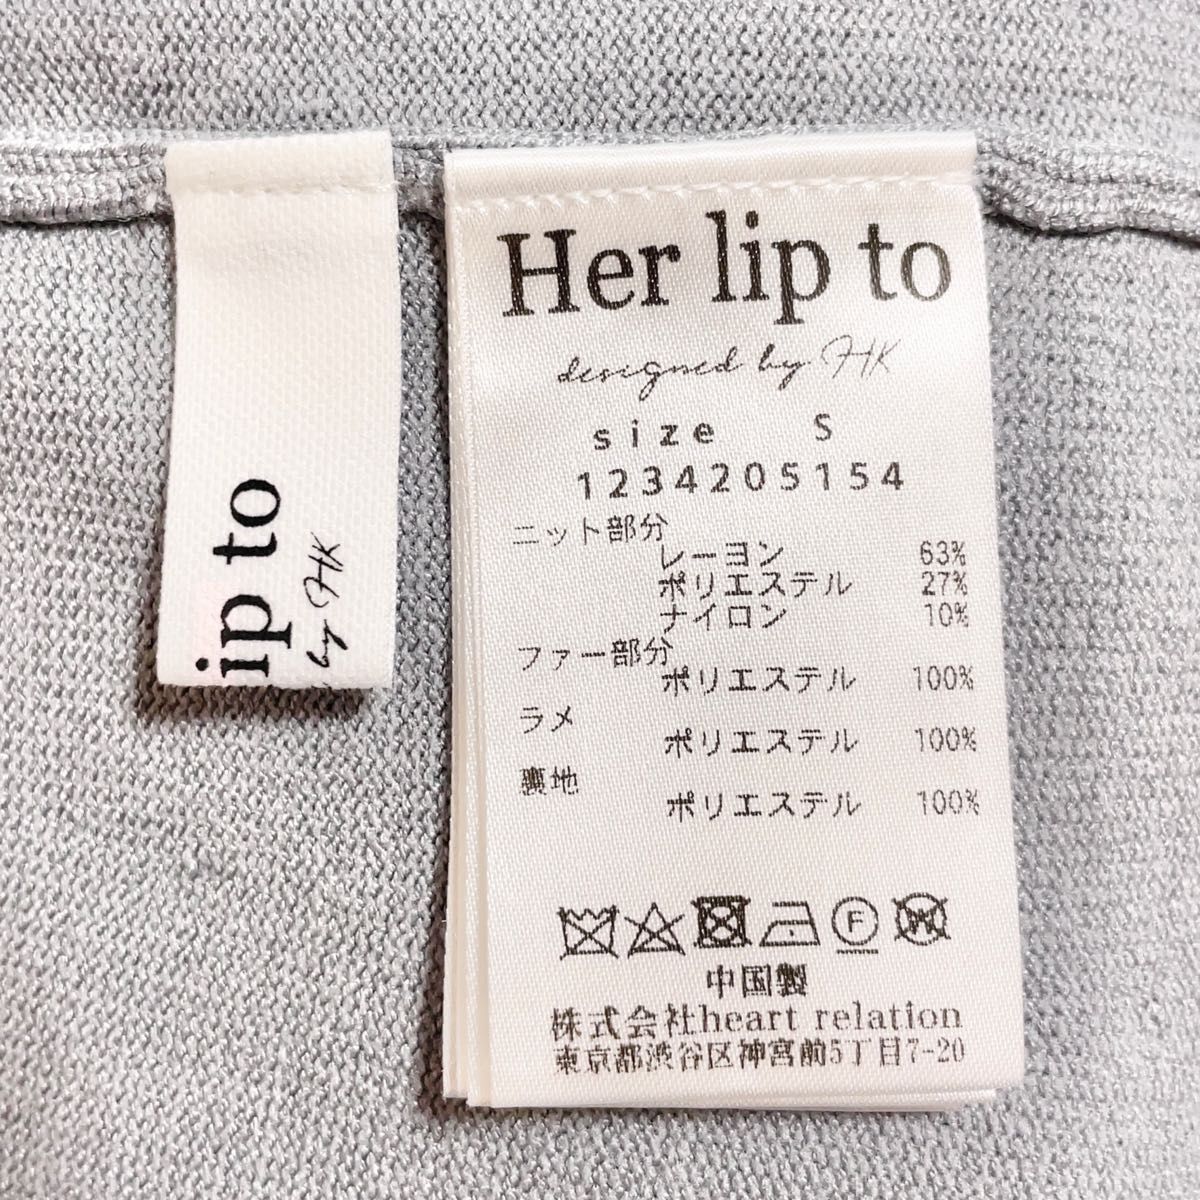 ip to
by HK
Her lip to
designed by HK
size S
1234205154
ニット部分
レーヨン 63%
ポリエステル 27%
ナイロン 10%
ファー部分
ポリエステル 100%
ラメ
ポリエステル 100%
裏地
ポリエステル 100%
F
W
中国製
株式会社heart relation
東京都渋谷区神宮前5丁目7-20